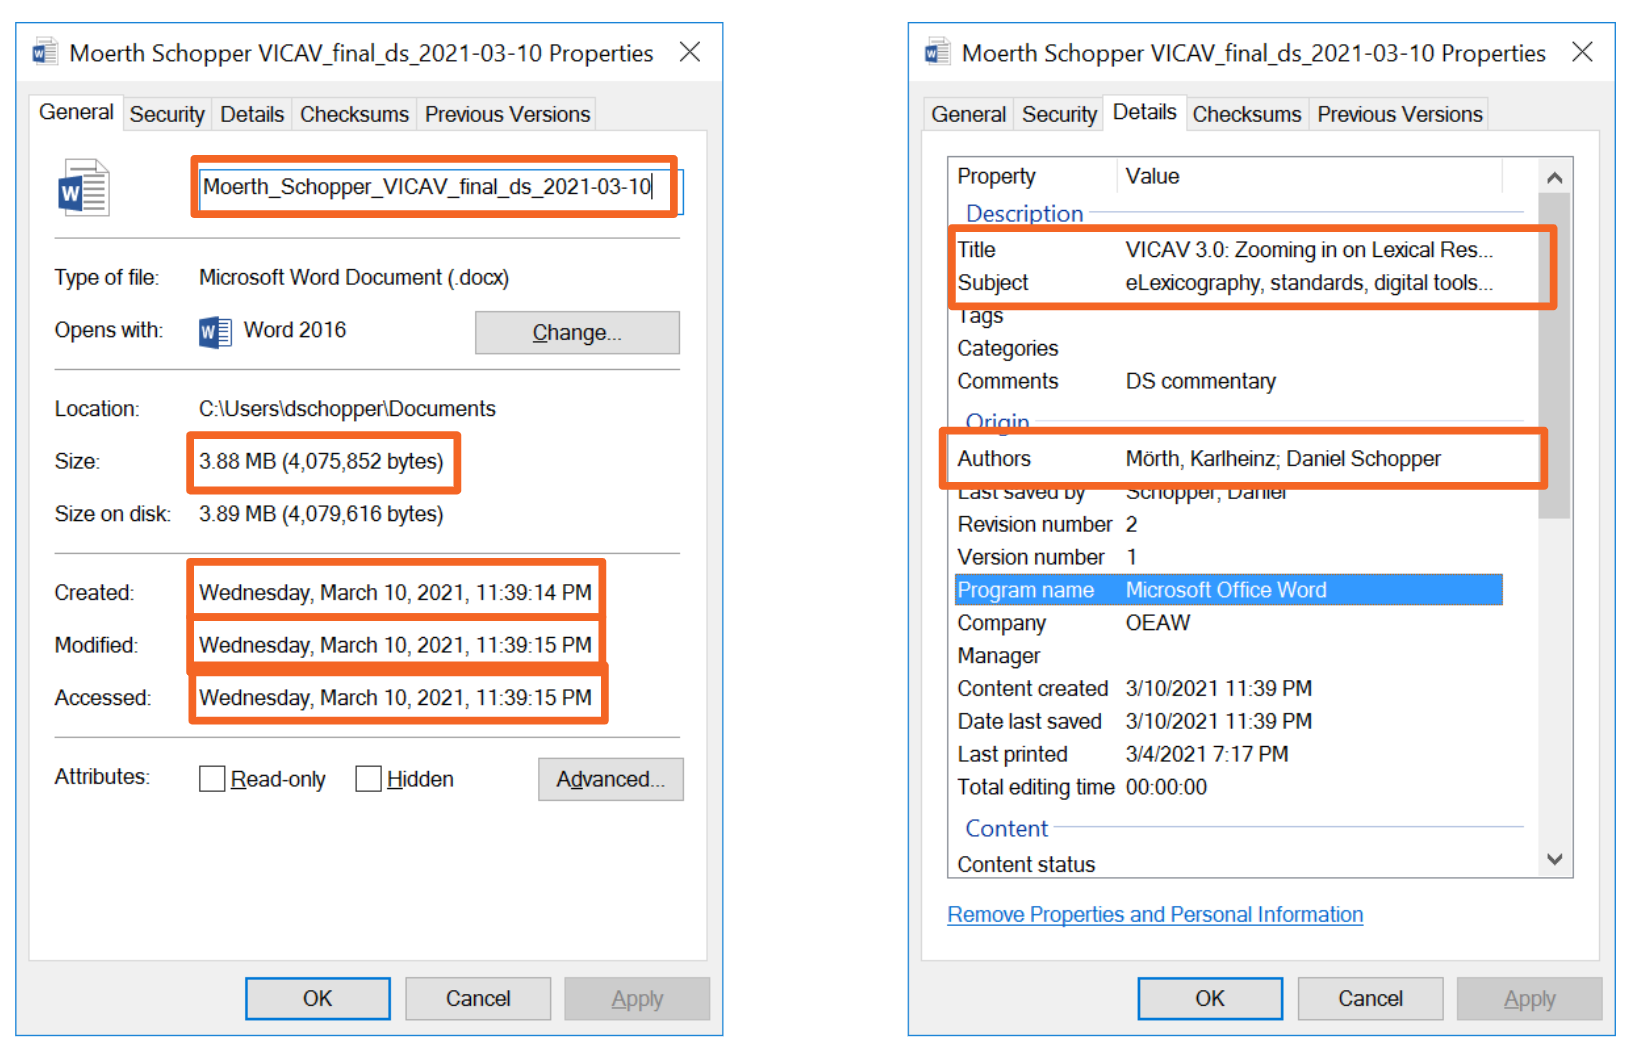 Moerth Schopper VICAV_final_ds_2021-03-10 Properties
General Security Details Checksums Previous Versions
W
Moerth_Schopper_VICAV_final_ds_2021-03-10
Type of file: Microsoft Word Document (.docx)
Opens with: Word 2016 Change...
Location: C:\Users\dschopper\Documents
Size: 3.88 MB (4,075,852 bytes)
Size on disk: 3.89 MB (4,079,616 bytes)
Created: Wednesday, March 10, 2021, 11:39:14 PM
Modified: Wednesday, March 10, 2021, 11:39:15 PM
Accessed: Wednesday, March 10, 2021, 11:39:15 PM
Attributes: Read-only Hidden Advanced...
OK Cancel Apply
Moerth Schopper VICAV_final_ds_2021-03-10 Properties
General Security Details Checksums Previous Versions
Property Value
Description
Title VICAV 3.0: Zooming in on Lexical Res...
Subject eLexicography, standards, digital tools...
Tags
Categories
Comments DS commentary
Origin
Authors Mörth, Karlheinz; Daniel Schopper
Last saved by Schopper, Daniel
Revision number 2
Version number 1
Program name Microsoft Office Word
Company OEAW
Manager
Content created 3/10/2021 11:39 PM
Date last saved 3/10/2021 11:39 PM
Last printed 3/4/2021 7:17 PM
Total editing time 00:00:00
Content
Content status
Remove Properties and Personal Information
OK Cancel Apply